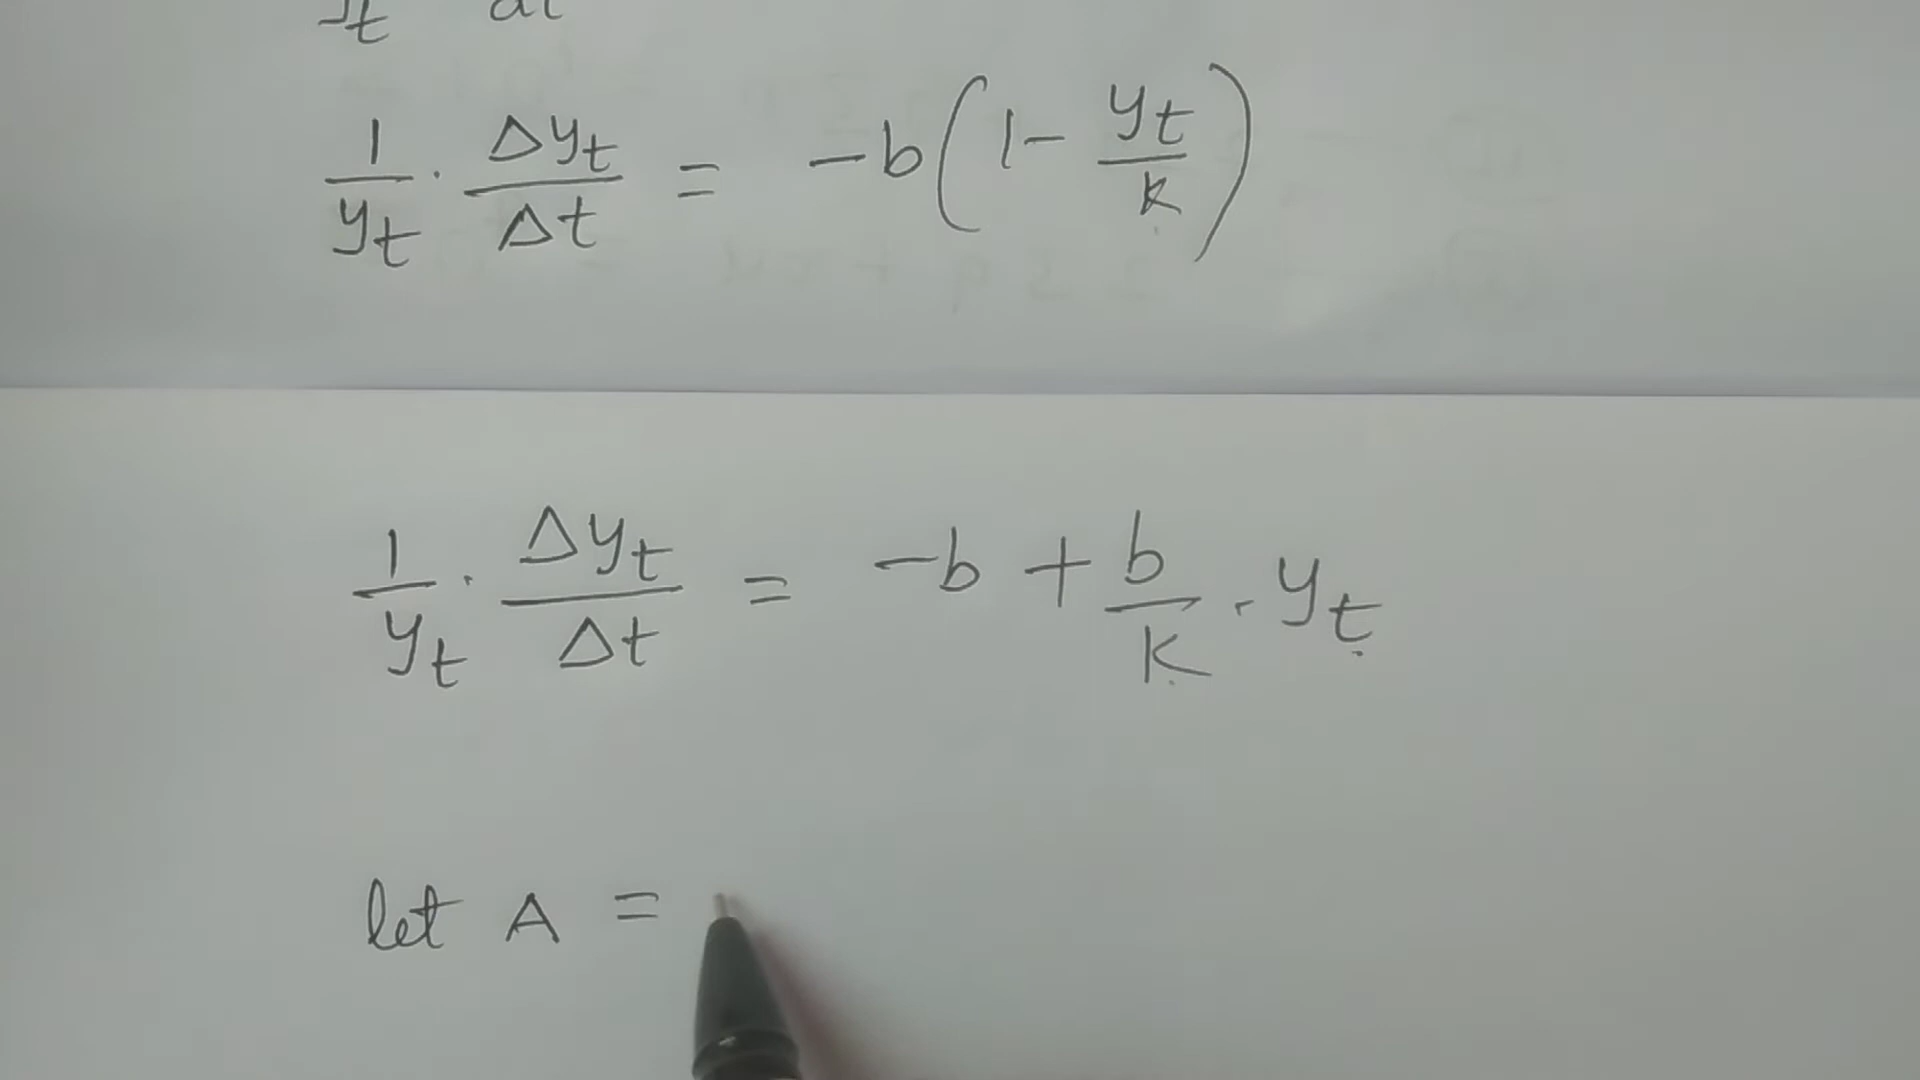 1/y_t · Δy_t/Δt = -b(1 - y_t/k)
1/y_t · Δy_t/Δt = -b + b/k · y_t
let A =